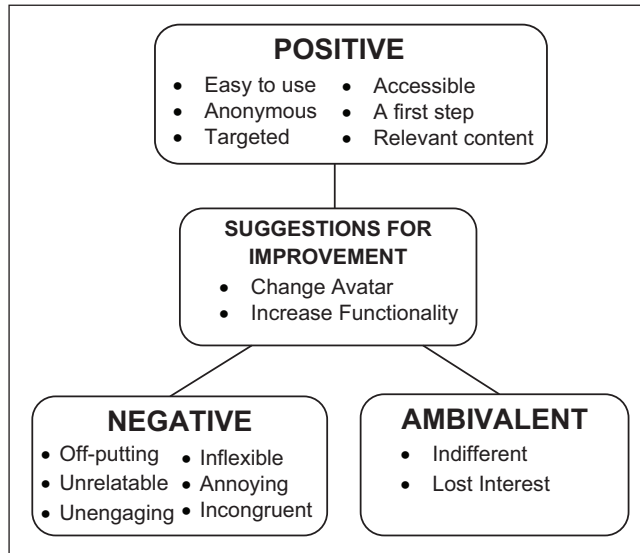 POSITIVE
• Easy to use • Accessible
• Anonymous • A first step
• Targeted • Relevant content
SUGGESTIONS FOR
IMPROVEMENT
• Change Avatar
• Increase Functionality
NEGATIVE
• Off-putting • Inflexible
• Unrelatable • Annoying
• Unengaging • Incongruent
AMBIVALENT
• Indifferent
• Lost Interest